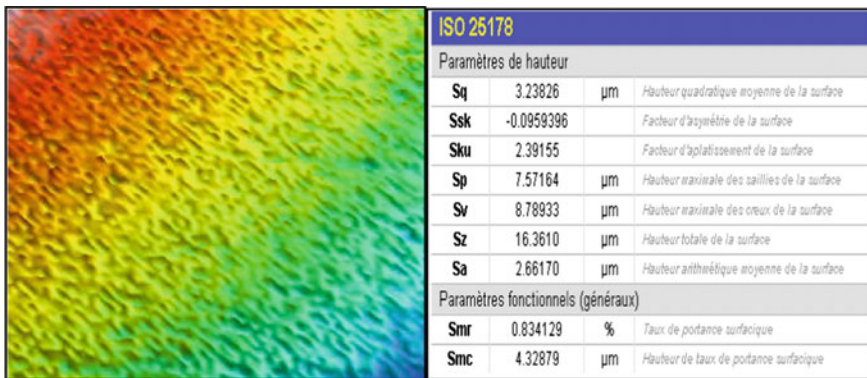 ISO 25178
Paramètres de hauteur
Sq 3.23826 µm Hauteur quadratique moyenne de la surface
Ssk -0.0959396 Facteur d'asymétrie de la surface
Sku 2.39155 Facteur d'aplatissement de la surface
Sp 7.57164 µm Hauteur maximale des saillies de la surface
Sv 8.78933 µm Hauteur maximale des creux de la surface
Sz 16.3610 µm Hauteur totale de la surface
Sa 2.66170 µm Hauteur arithmétique moyenne de la surface
Paramètres fonctionnels (généraux)
Smr 0.834129 % Taux de portance surfacique
Smc 4.32879 µm Hauteur de taux de portance surfacique